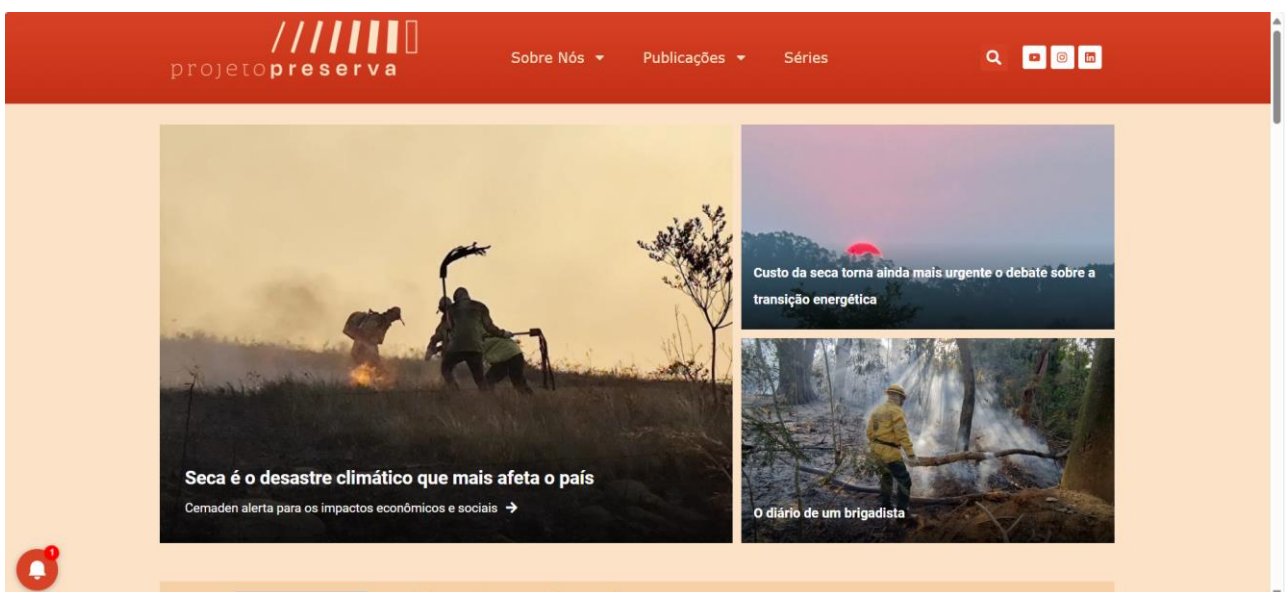 projetopreserva
Sobre Nós
Publicações
Séries
Custo da seca torna ainda mais urgente o debate sobre a
transição energética
Seca é o desastre climático que mais afeta o país
Cemaden alerta para os impactos econômicos e sociais →
O diário de um brigadista
1